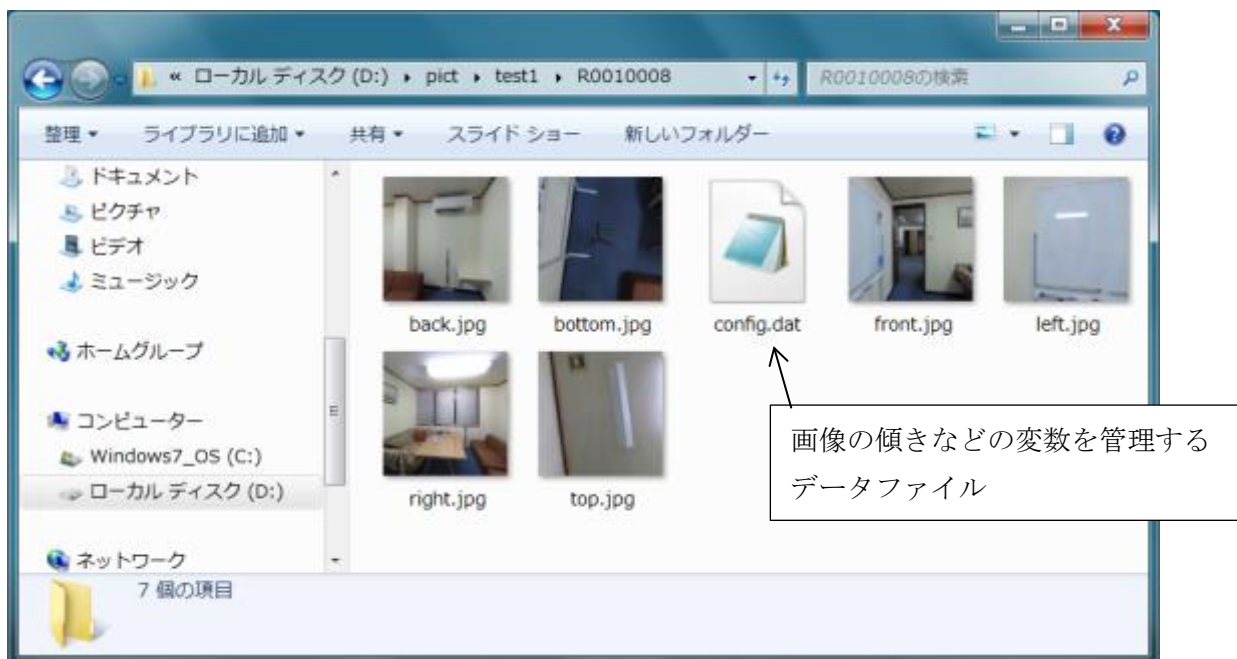 « ローカル ディスク (D:) ▸ pict ▸ test1 ▸ R0010008
R0010008の検索
整理 ライブラリに追加 共有 スライド ショー 新しいフォルダー
ドキュメント
ピクチャ
ビデオ
ミュージック
ホームグループ
コンピューター
Windows7_OS (C:)
ローカル ディスク (D:)
ネットワーク
back.jpg bottom.jpg config.dat front.jpg left.jpg
right.jpg top.jpg
画像の傾きなどの変数を管理する
データファイル
7 個の項目